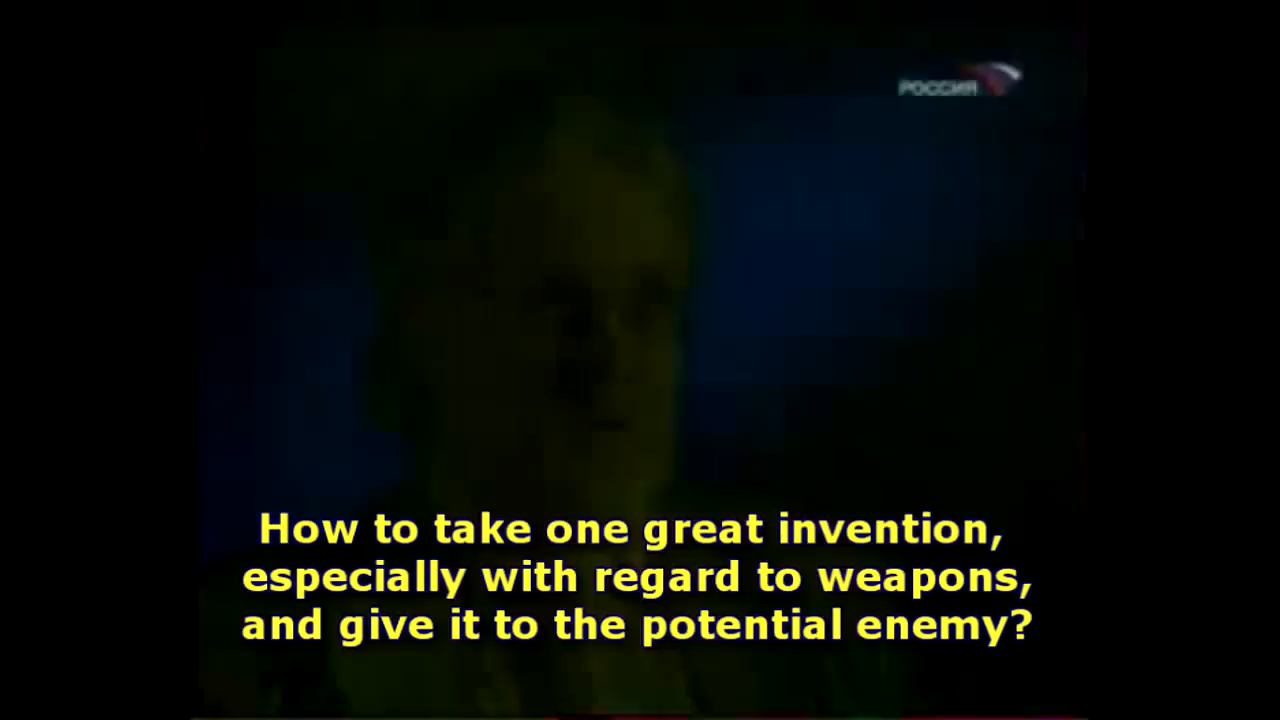 РОССИЯ
How to take one great invention,
especially with regard to weapons,
and give it to the potential enemy?